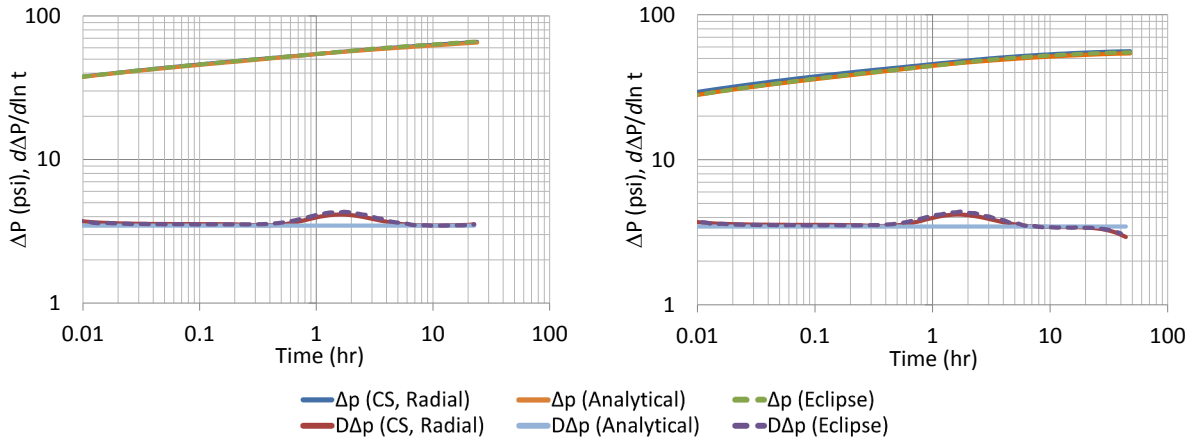 100
10
1
ΔP (psi), dΔP/dln t
0.01 0.1 1 10 100
Time (hr)
100
10
1
ΔP (psi), dΔP/dln t
0.01 0.1 1 10 100
Time (hr)
Δp (CS, Radial) Δp (Analytical) Δp (Eclipse)
DΔp (CS, Radial) DΔp (Analytical) DΔp (Eclipse)